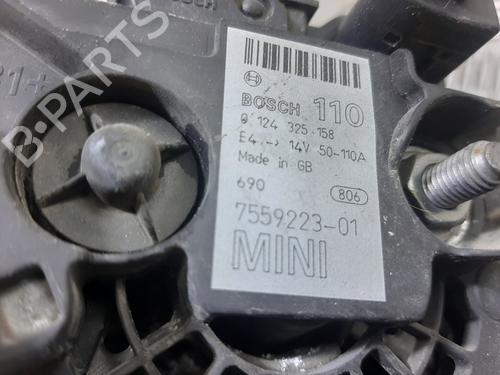 B1+
BOSCH 110
0 124 325 158
E4 --> 14V 50-110A
Made in GB
690
806
7559223-01
MINI
B-PARTS